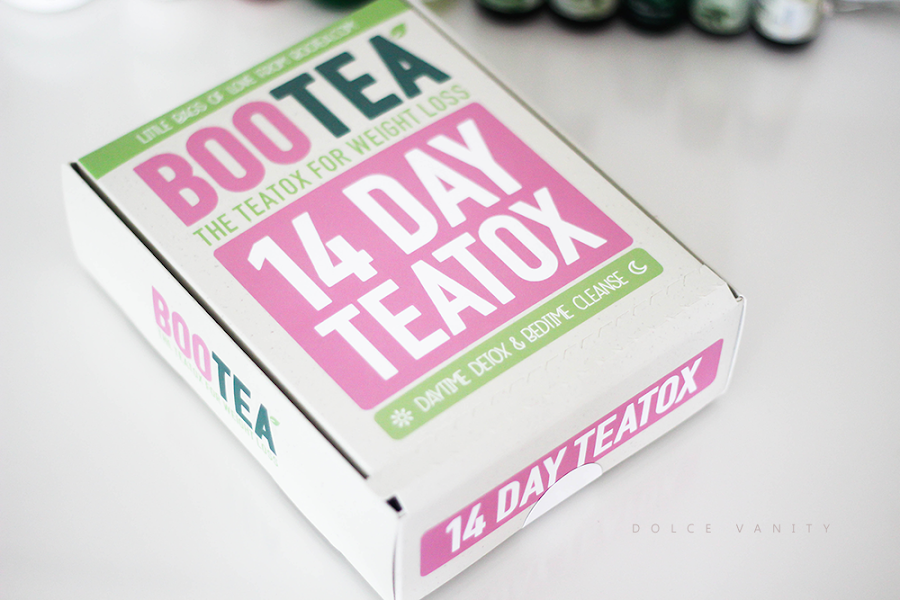 LITTLE BAGS OF LOVE FROM BOOTEA.COM
BOOTEA
THE TEATOX FOR WEIGHT LOSS
14 DAY
TEATOX
DAYTIME DETOX & BEDTIME CLEANSE
BOOTEA
14 DAY TEATOX
DOLCE VANITY